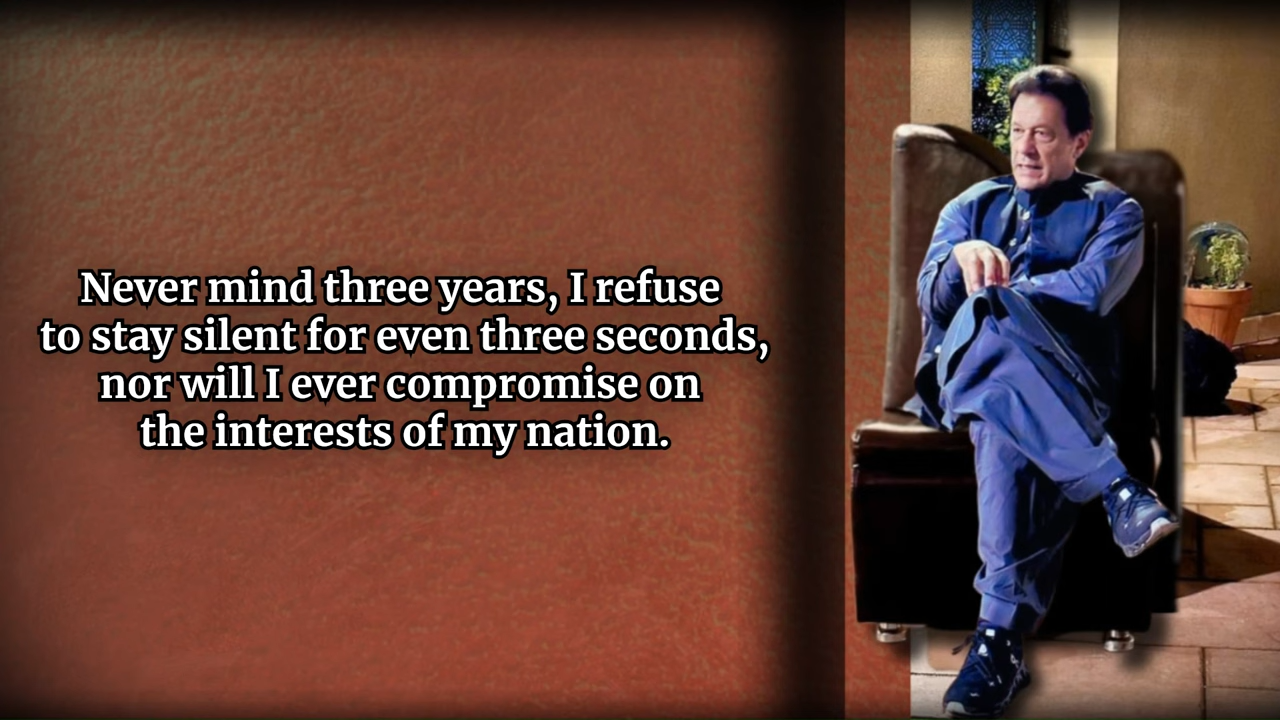 Never mind three years, I refuse
to stay silent for even three seconds,
nor will I ever compromise on
the interests of my nation.